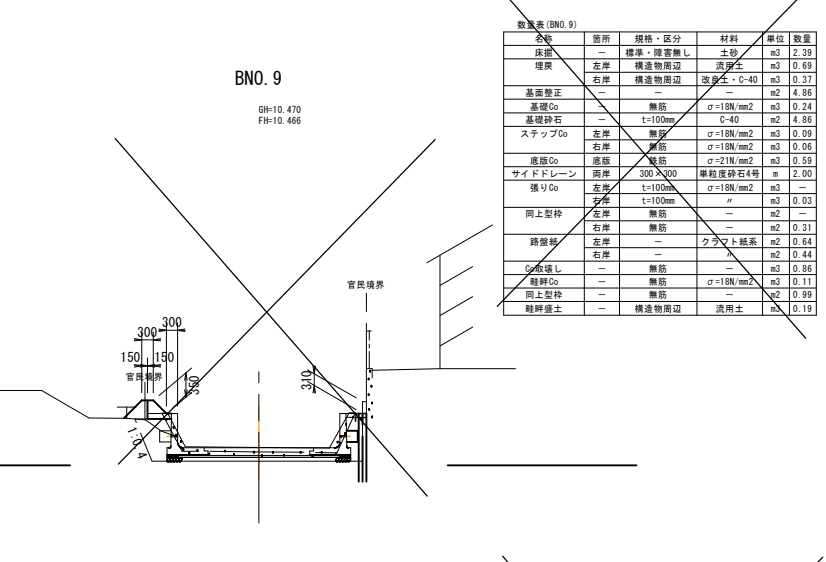 数量表(BNO.9)
名称 箇所 規格・区分 材料 単位 数量
床掘 － 標準・障害無し 土砂 m3 2.39
埋戻 左岸 構造物周辺 流用土 m3 0.69
右岸 構造物周辺 改良土・C-40 m3 0.37
基面整正 － － － m2 4.86
基礎Co － 無筋 σ=18N/mm2 m3 0.24
基礎砕石 － t=100mm C-40 m2 4.86
ステップCo 左岸 無筋 σ=18N/mm2 m3 0.09
右岸 無筋 σ=18N/mm2 m3 0.06
底版Co 底版 鉄筋 σ=21N/mm2 m3 0.59
サイドドレーン 両岸 300×300 単粒度砕石4号 m 2.00
張りCo 左岸 t=100mm σ=18N/mm2 m3 －
右岸 t=100mm 〃 m3 0.03
同上型枠 左岸 無筋 － m2 －
右岸 無筋 － m2 0.31
路盤紙 左岸 － クラフト紙系 m2 0.64
右岸 － 〃 m2 0.44
Co取壊し － 無筋 － m3 0.86
畦畔Co － 無筋 σ=18N/mm2 m3 0.11
同上型枠 － 無筋 － m2 0.99
畦畔盛土 － 構造物周辺 流用土 m3 0.19
BNO.9
GH=10.470
FH=10.466
官民境界
300
300
150 150
官民境界
350
310
1:0.4